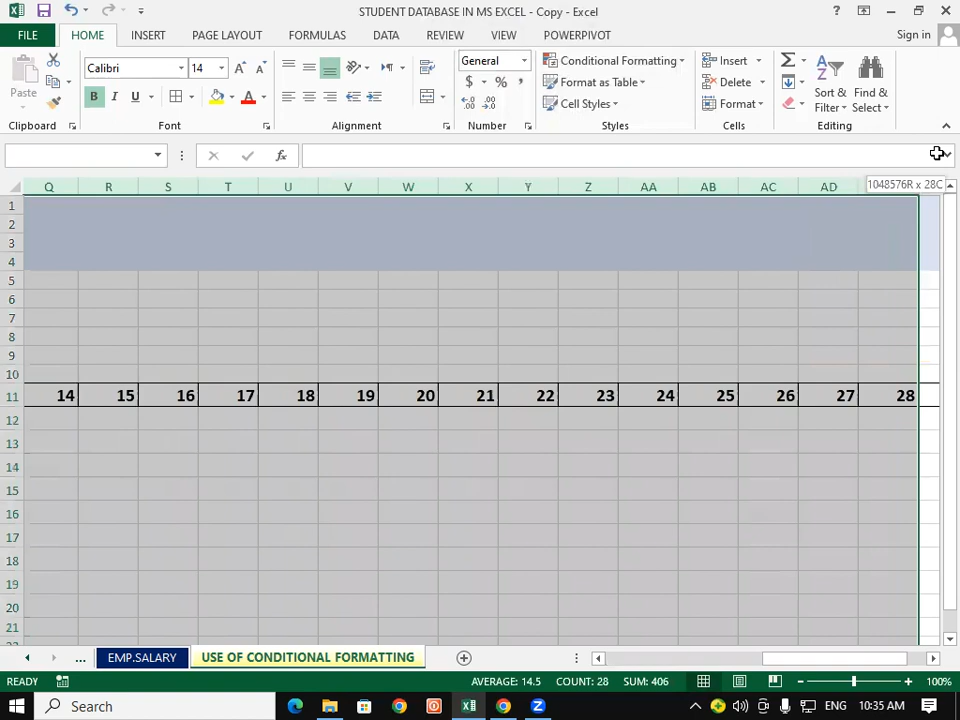 STUDENT DATABASE IN MS EXCEL - Copy - Excel
FILE HOME INSERT PAGE LAYOUT FORMULAS DATA REVIEW VIEW POWERPIVOT Sign in
Paste Calibri 14 General Conditional Formatting Insert
Format as Table Delete Sort & Filter Find & Select
B I U A $ % , Cell Styles Format
Clipboard Font Alignment Number Styles Cells Editing
fx
Q R S T U V W X Y Z AA AB AC AD 1048576R x 28C
1
2
3
4
5
6
7
8
9
10
11 14 15 16 17 18 19 20 21 22 23 24 25 26 27 28
12
13
14
15
16
17
18
19
20
21
... EMP.SALARY USE OF CONDITIONAL FORMATTING
READY AVERAGE: 14.5 COUNT: 28 SUM: 406 100%
Search ENG 10:35 AM